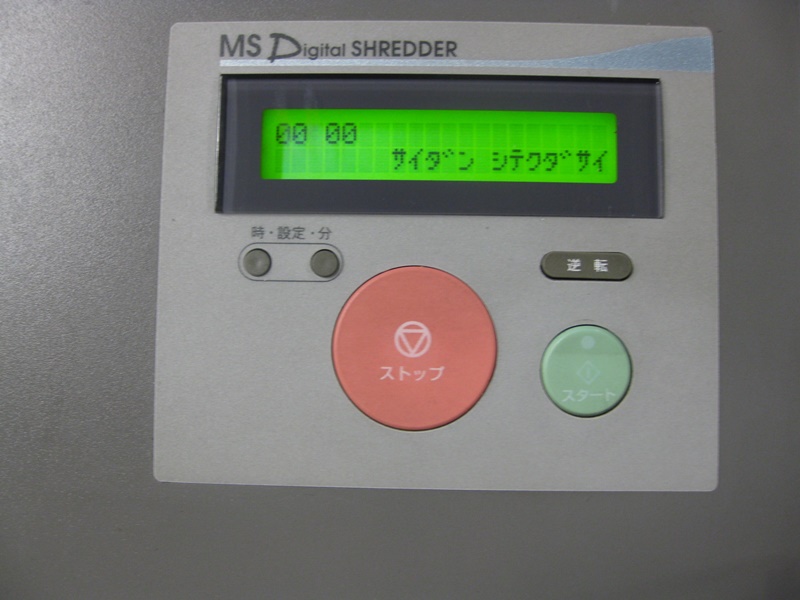 MS Digital SHREDDER
00 00
サイダン シテクダサイ
時・設定・分
逆転
ストップ
スタート